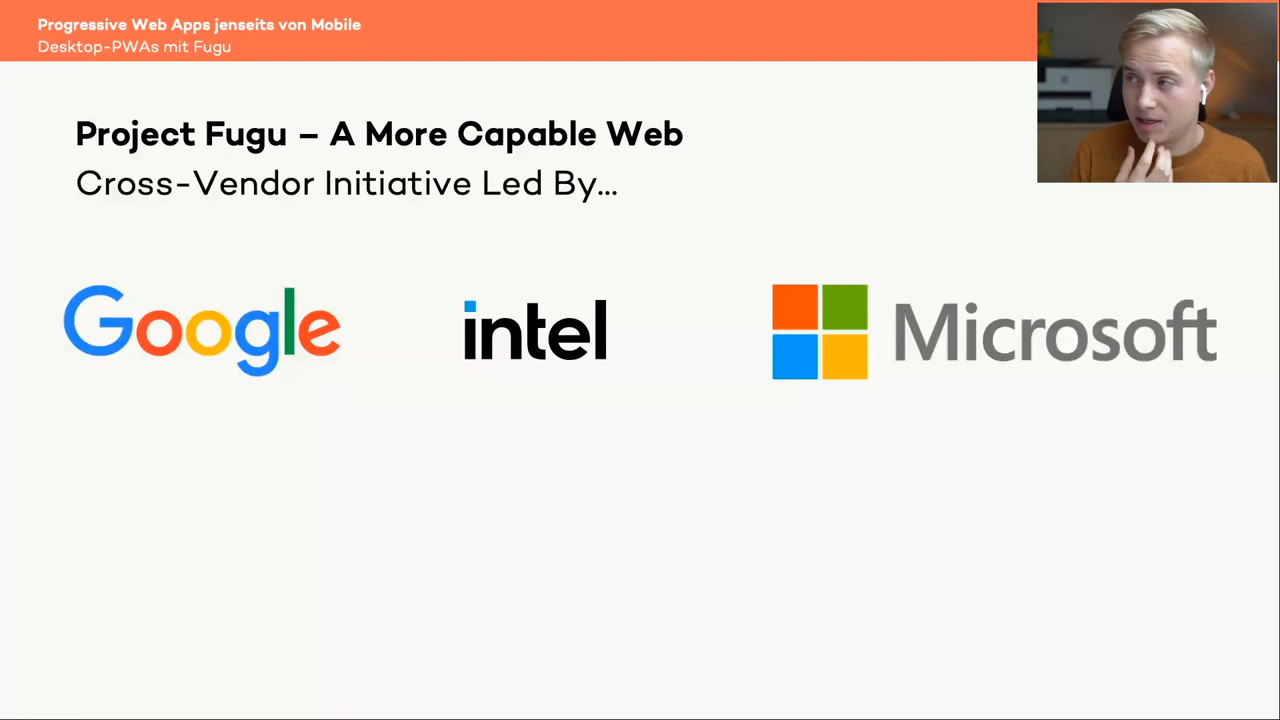 Progressive Web Apps jenseits von Mobile
Desktop-PWAs mit Fugu
Project Fugu – A More Capable Web
Cross-Vendor Initiative Led By...
Google
intel
Microsoft